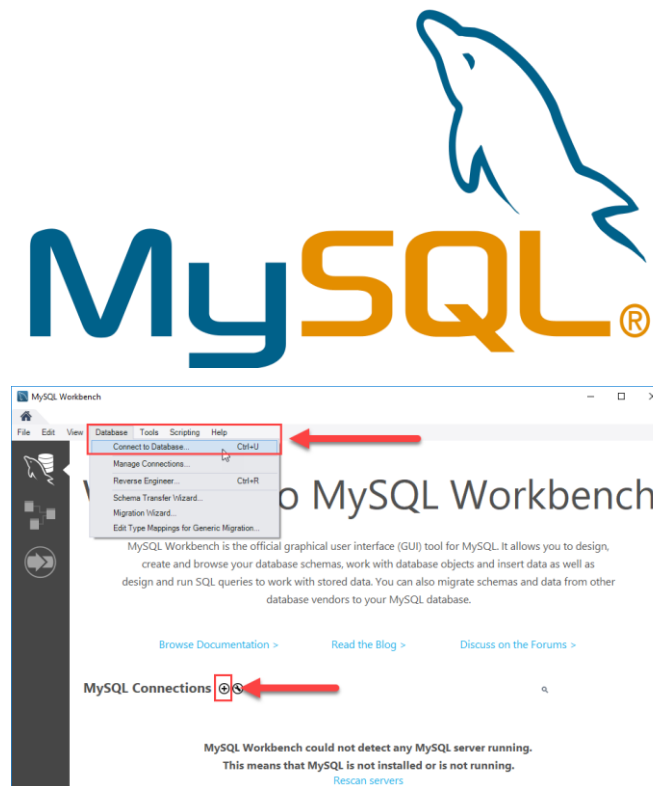 MySQL®
MySQL Workbench
File Edit View Database Tools Scripting Help
Connect to Database... Ctrl+U
Manage Connections...
Reverse Engineer... Ctrl+R
Schema Transfer Wizard...
Migration Wizard...
Edit Type Mappings for Generic Migration...
o MySQL Workbench
MySQL Workbench is the official graphical user interface (GUI) tool for MySQL. It allows you to design,
create and browse your database schemas, work with database objects and insert data as well as
design and run SQL queries to work with stored data. You can also migrate schemas and data from other
database vendors to your MySQL database.
Browse Documentation > Read the Blog > Discuss on the Forums >
MySQL Connections
MySQL Workbench could not detect any MySQL server running.
This means that MySQL is not installed or is not running.
Rescan servers